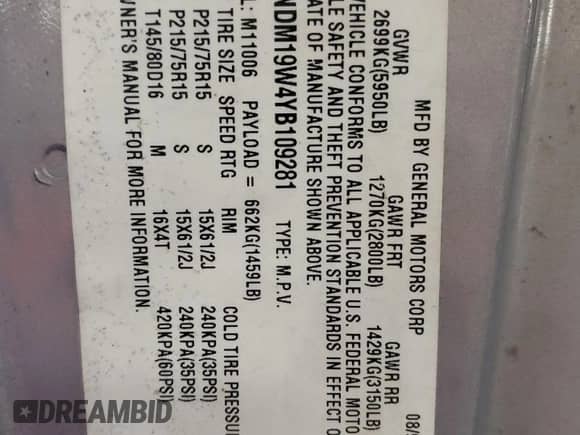 MFD BY GENERAL MOTORS CORP 08/
GVWR GAWR FRT GAWR RR
2699KG(5950LB) 1270KG(2800LB) 1429KG(3150LB)
VEHICLE CONFORMS TO ALL APPLICABLE U.S. FEDERAL MOTO
LE SAFETY AND THEFT PREVENTION STANDARDS IN EFFECT O
ATE OF MANUFACTURE SHOWN ABOVE.
NDM19W4YB109281 TYPE: M.P.V.
L: M11006 PAYLOAD = 662KG(1459LB)
TIRE SIZE SPEED RTG RIM COLD TIRE PRESSU
P215/75R15 S 15X61/2J 240KPA(35PSI)
P215/75R15 S 15X61/2J 240KPA(35PSI)
T145/80D16 M 16X4T 420KPA(60PSI)
WNER'S MANUAL FOR MORE INFORMATION.
DREAMBID